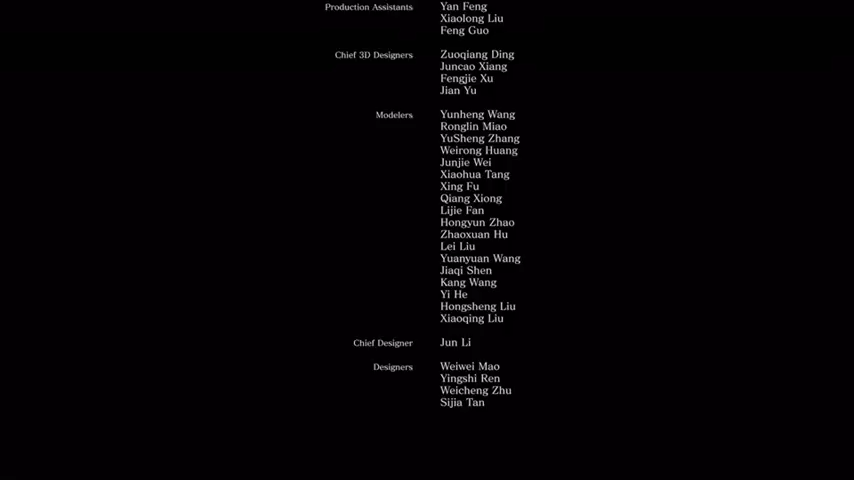 Production Assistants Yan Feng
Xiaolong Liu
Feng Guo
Chief 3D Designers Zuoqiang Ding
Juncao Xiang
Fengjie Xu
Jian Yu
Modelers Yunheng Wang
Ronglin Miao
YuSheng Zhang
Weirong Huang
Junjie Wei
Xiaohua Tang
Xing Fu
Qiang Xiong
Lijie Fan
Hongyun Zhao
Zhaoxuan Hu
Lei Liu
Yuanyuan Wang
Jiaqi Shen
Kang Wang
Yi He
Hongsheng Liu
Xiaoqing Liu
Chief Designer Jun Li
Designers Weiwei Mao
Yingshi Ren
Weicheng Zhu
Sijia Tan